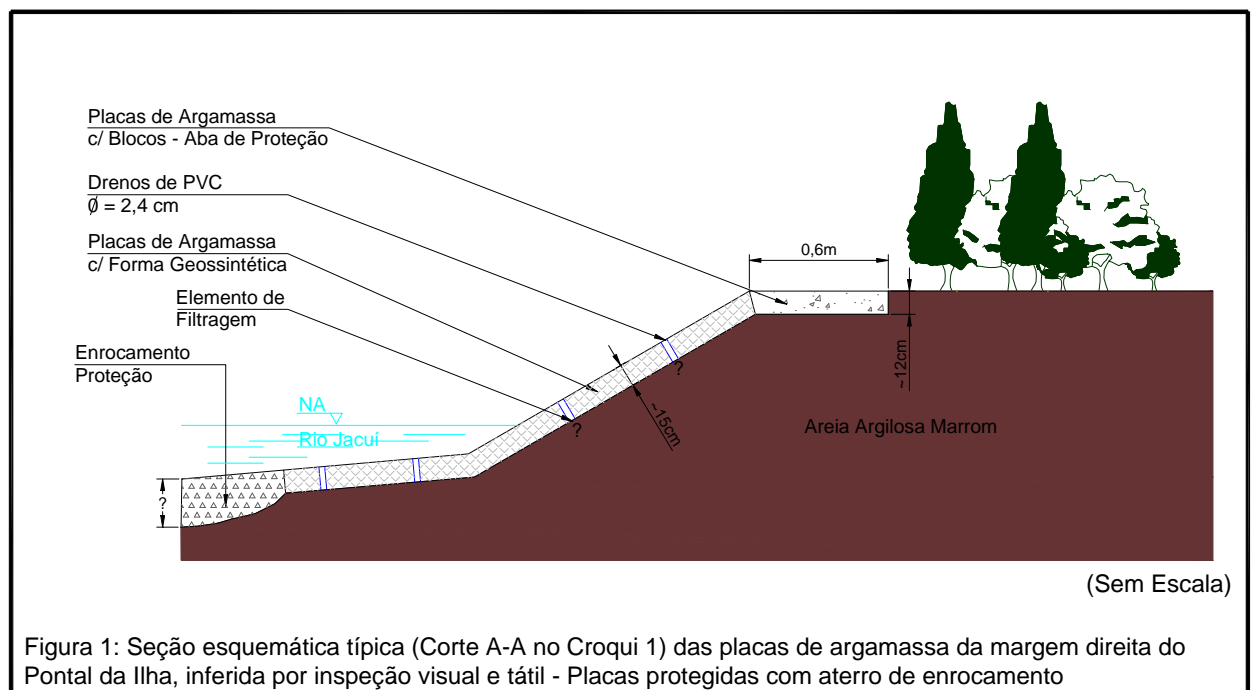 Placas de Argamassa
c/ Blocos - Aba de Proteção
Drenos de PVC
Ø = 2,4 cm
Placas de Argamassa
c/ Forma Geossintética
Elemento de
Filtragem
Enrocamento
Proteção
NA
Rio Jacuí
?
?
?
~15cm
0,6m
~12cm
Areia Argilosa Marrom
(Sem Escala)
Figura 1: Seção esquemática típica (Corte A-A no Croqui 1) das placas de argamassa da margem direita do
Pontal da Ilha, inferida por inspeção visual e tátil - Placas protegidas com aterro de enrocamento